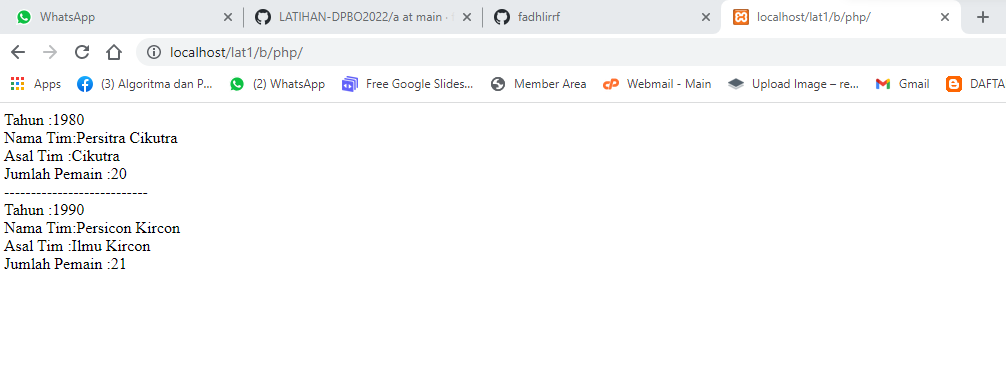 WhatsApp
LATIHAN-DPBO2022/a at main ·
fadhlirrf
localhost/lat1/b/php/
localhost/lat1/b/php/
Apps
(3) Algoritma dan P...
(2) WhatsApp
Free Google Slides...
Member Area
Webmail - Main
Upload Image – re...
Gmail
DAFTA
Tahun :1980
Nama Tim:Persitra Cikutra
Asal Tim :Cikutra
Jumlah Pemain :20
---------------------------
Tahun :1990
Nama Tim:Persicon Kircon
Asal Tim :Ilmu Kircon
Jumlah Pemain :21